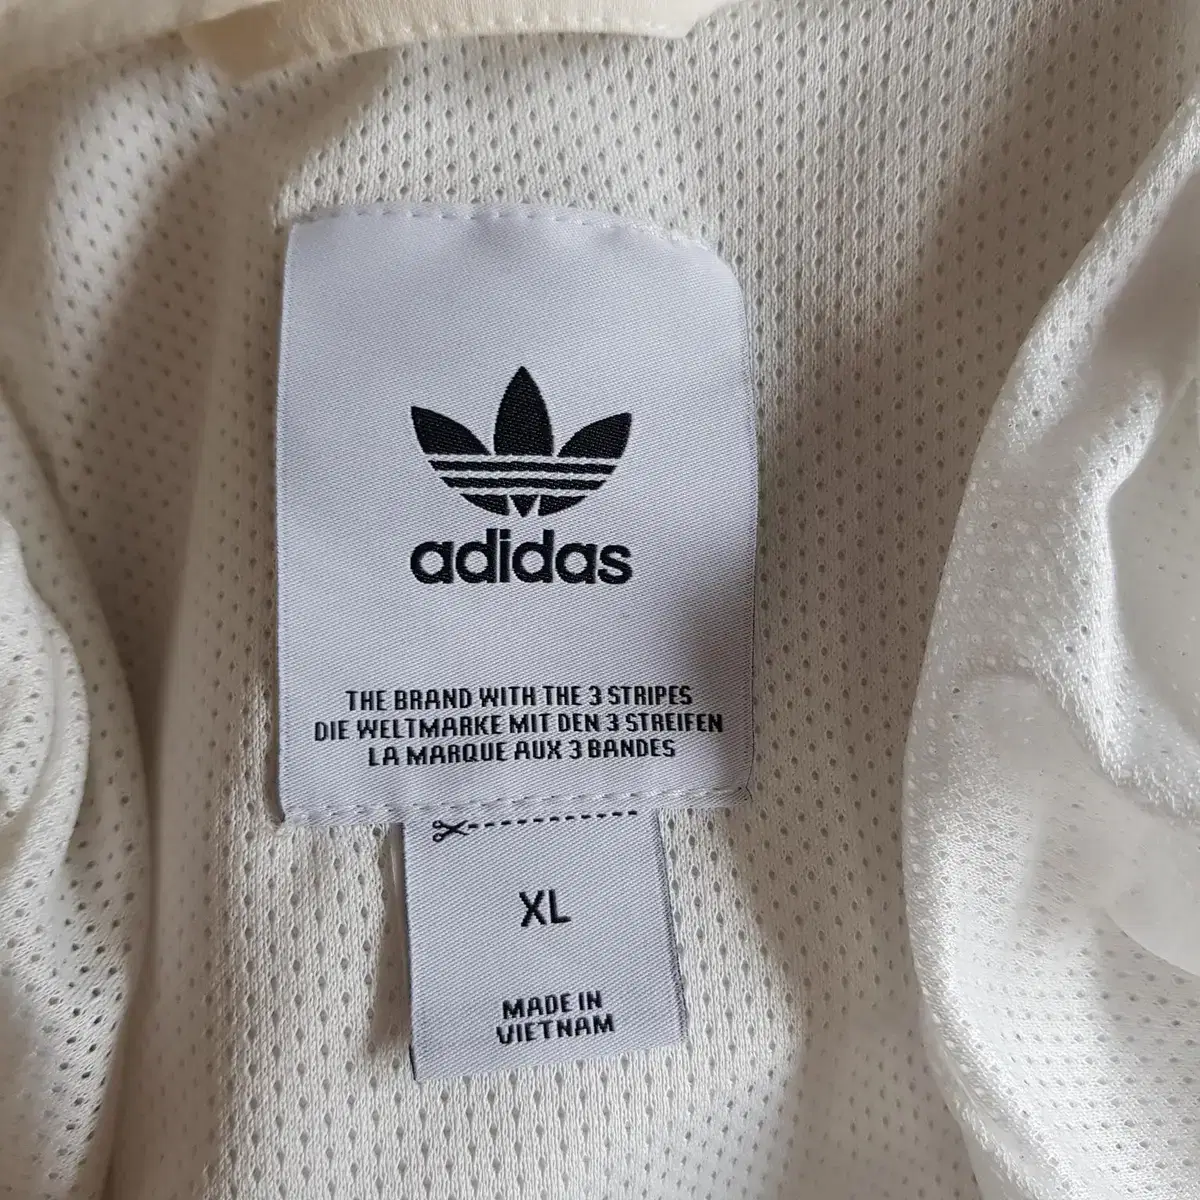 adidas
THE BRAND WITH THE 3 STRIPES
DIE WELTMARKE MIT DEN 3 STREIFEN
LA MARQUE AUX 3 BANDES
XL
MADE IN
VIETNAM